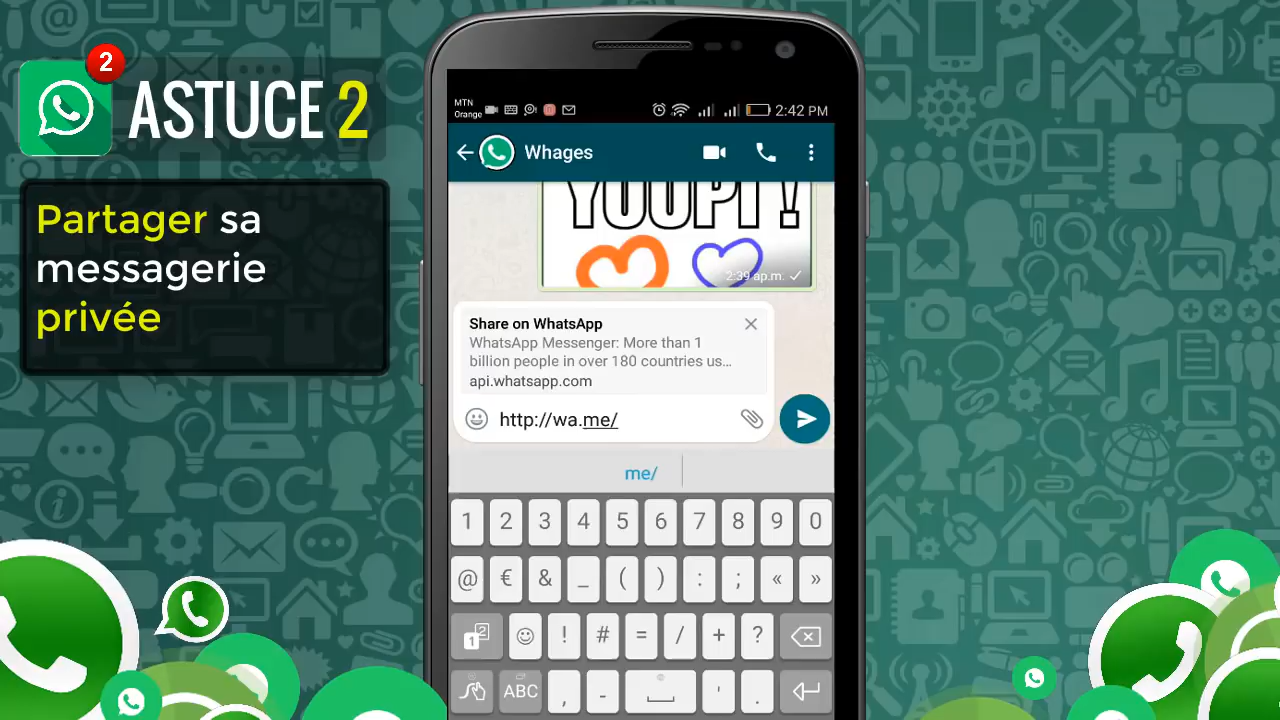 2
ASTUCE 2
Partager sa
messagerie
privée
MTN
Orange
2:42 PM
Whages
YOUPI !
2:39 ap.m.
Share on WhatsApp
WhatsApp Messenger: More than 1
billion people in over 180 countries us...
api.whatsapp.com
http://wa.me/
me/
1 2 3 4 5 6 7 8 9 0
@ € & _ ( ) : ; « »
1 2 ! # = / + ?
ABC , - ' .